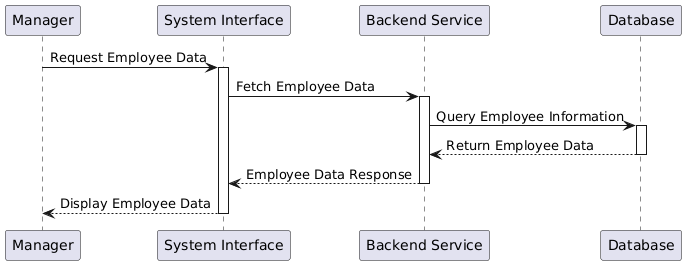 Manager System Interface Backend Service Database
Request Employee Data
Fetch Employee Data
Query Employee Information
Return Employee Data
Employee Data Response
Display Employee Data
Manager System Interface Backend Service Database